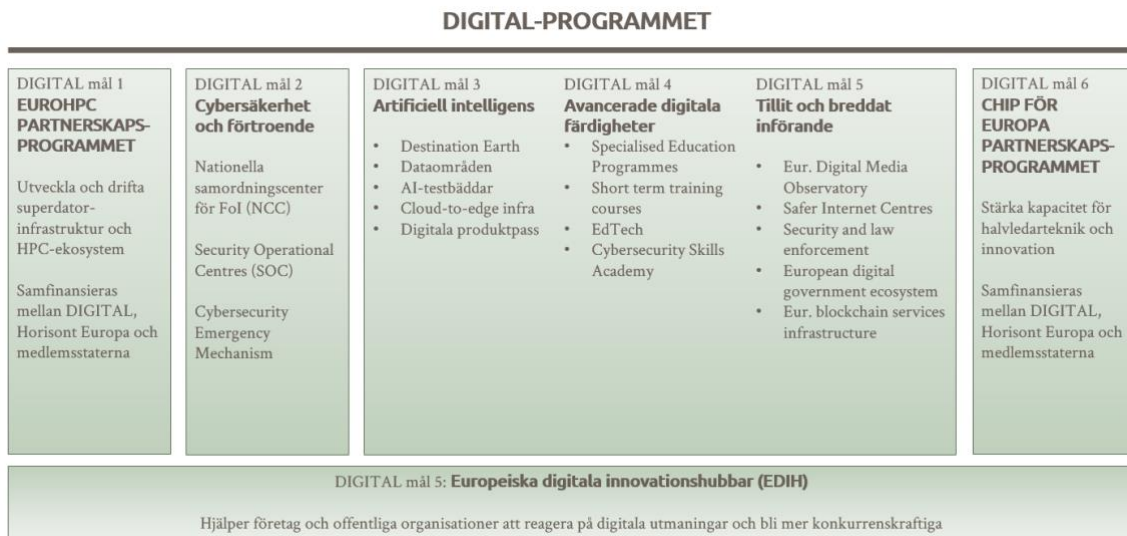 DIGITAL-PROGRAMMET
DIGITAL mål 1
EUROHPC
PARTNERSKAPS-
PROGRAMMET
Utveckla och drifta
superdator-
infrastruktur och
HPC-ekosystem
Samfinansieras
mellan DIGITAL,
Horisont Europa och
medlemsstaterna
DIGITAL mål 2
Cybersäkerhet
och förtroende
Nationella
samordningscenter
för FoI (NCC)
Security Operational
Centres (SOC)
Cybersecurity
Emergency
Mechanism
DIGITAL mål 3
Artificiell intelligens
• Destination Earth
• Dataområden
• AI-testbäddar
• Cloud-to-edge infra
• Digitala produktpass
DIGITAL mål 4
Avancerade digitala
färdigheter
• Specialised Education
Programmes
• Short term training
courses
• EdTech
• Cybersecurity Skills
Academy
DIGITAL mål 5
Tillit och breddat
införande
• Eur. Digital Media
Observatory
• Safer Internet Centres
• Security and law
enforcement
• European digital
government ecosystem
• Eur. blockchain services
infrastructure
DIGITAL mål 6
CHIP FÖR
EUROPA
PARTNERSKAPS-
PROGRAMMET
Stärka kapacitet för
halvledarteknik och
innovation
Samfinansieras
mellan DIGITAL,
Horisont Europa och
medlemsstaterna
DIGITAL mål 5: Europeiska digitala innovationshubbar (EDIH)
Hjälper företag och offentliga organisationer att reagera på digitala utmaningar och bli mer konkurrenskraftiga